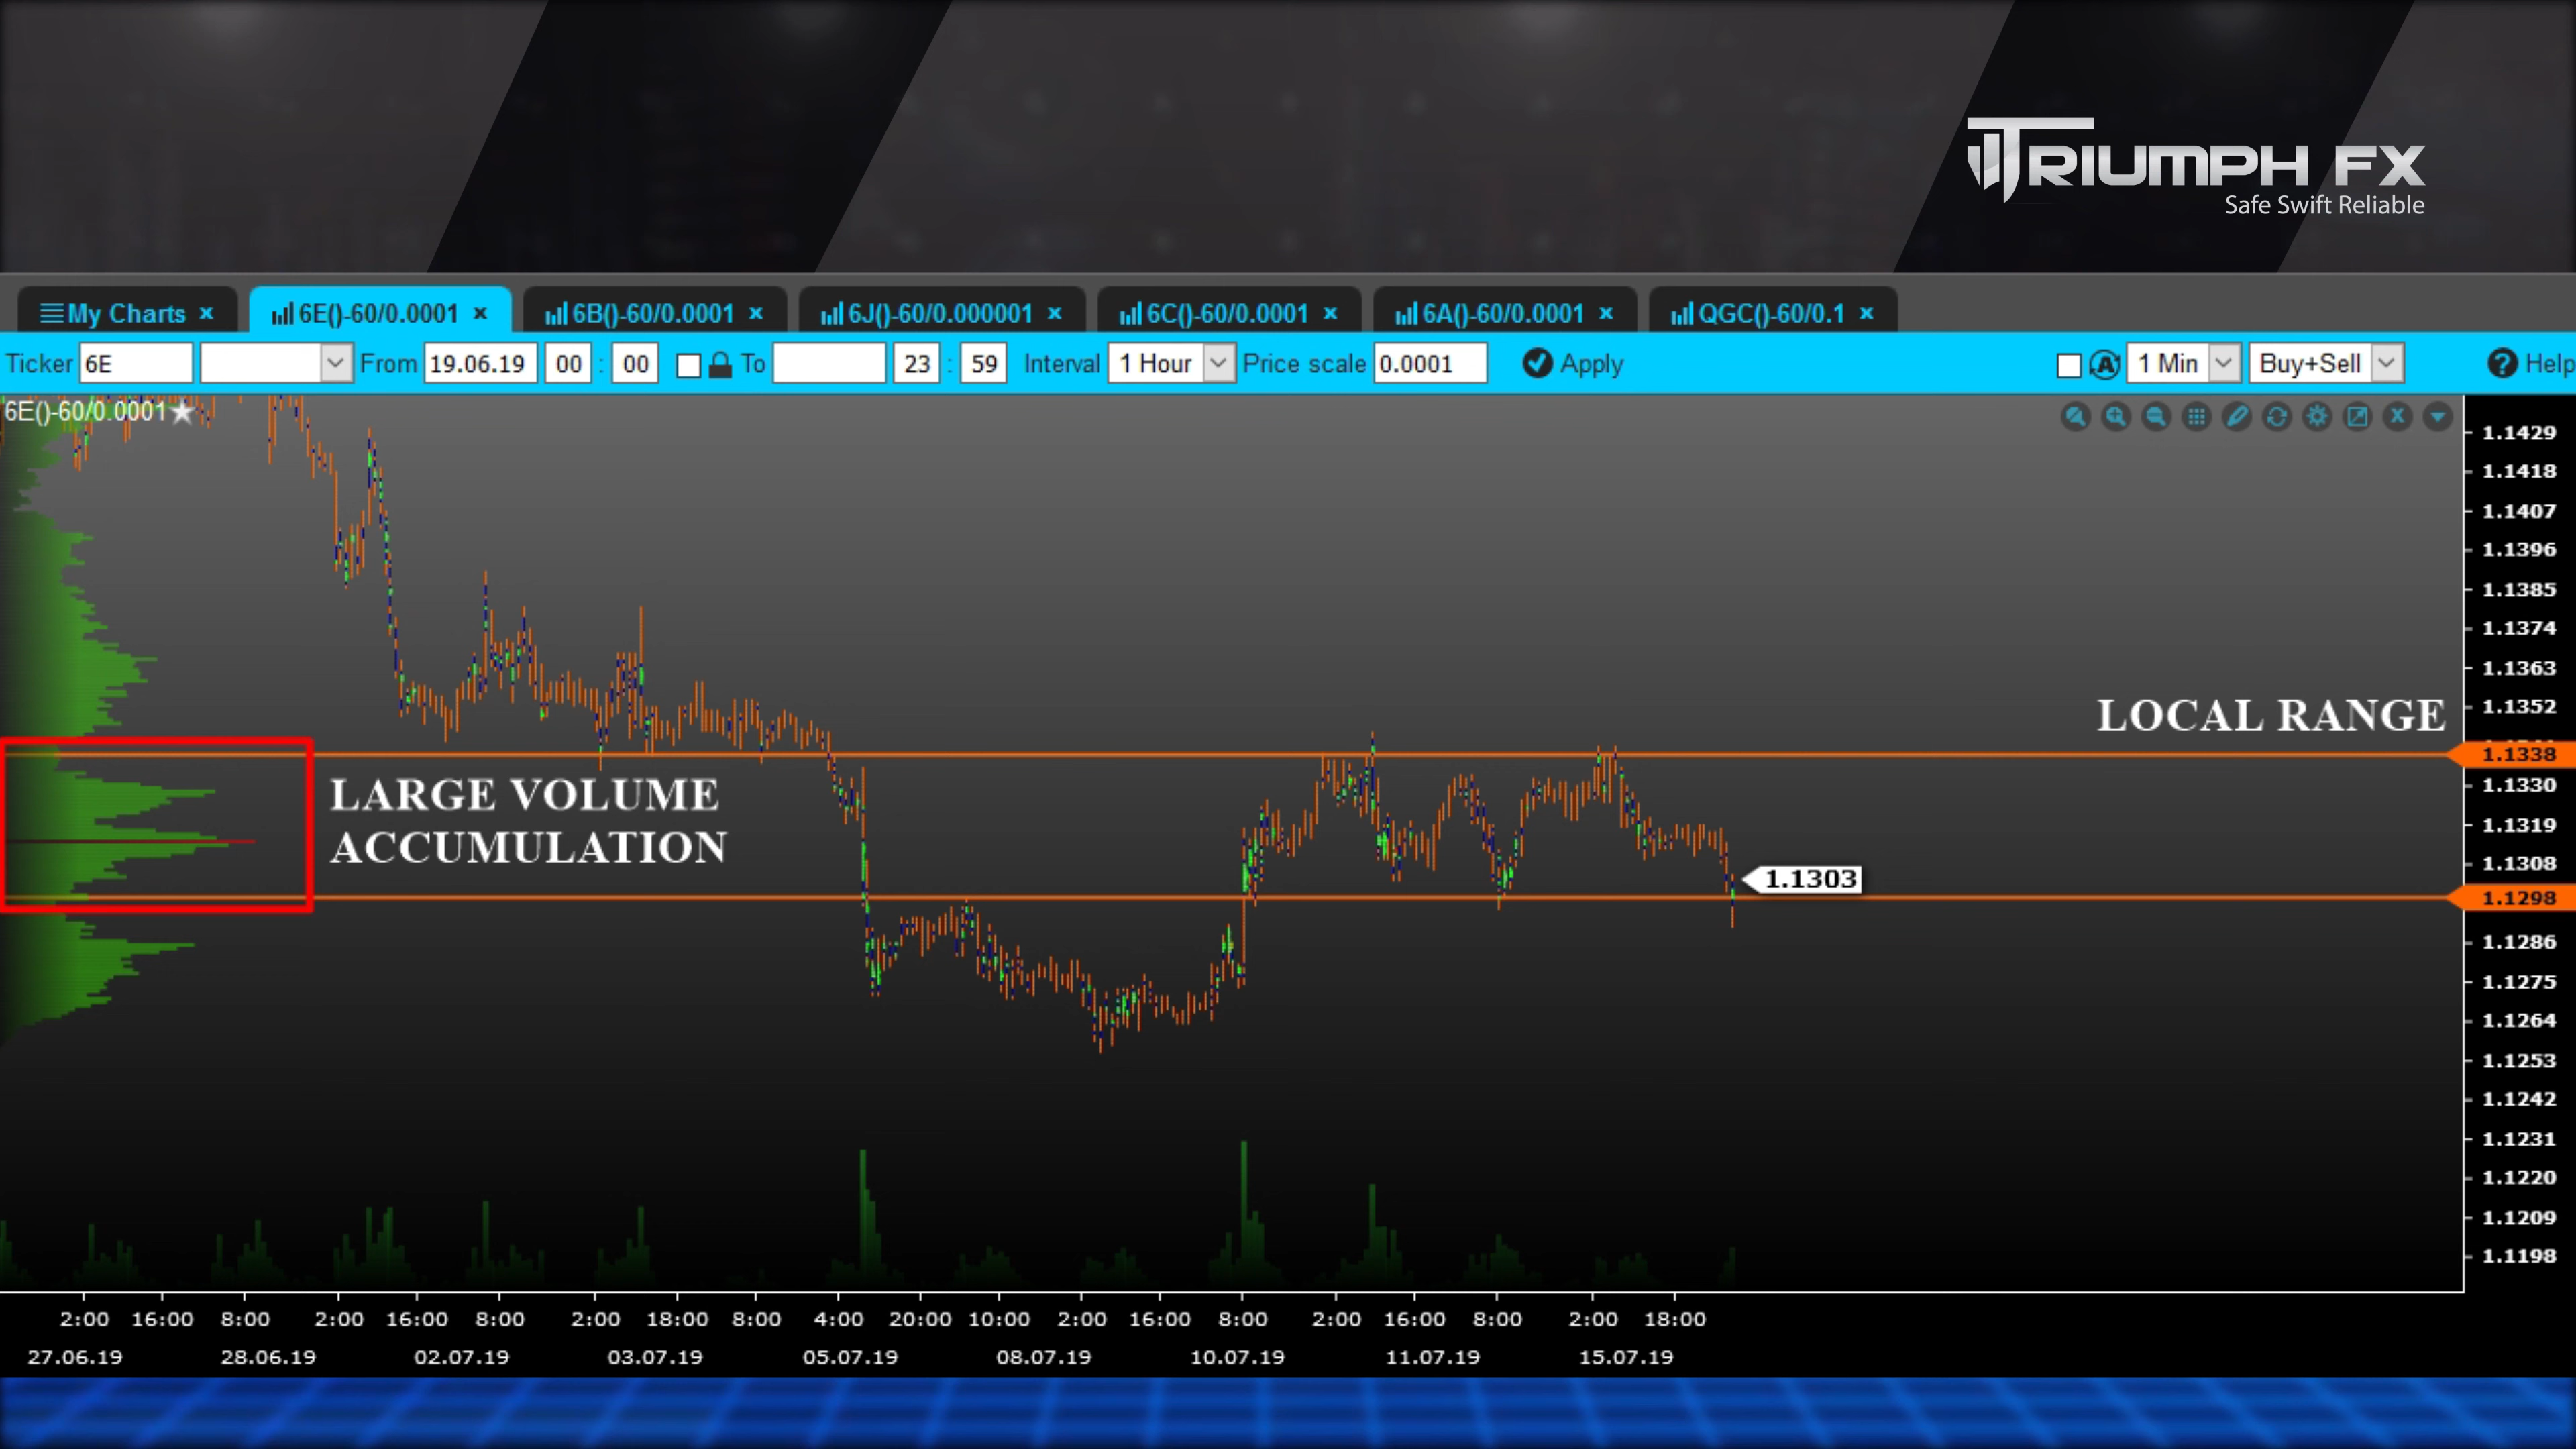 TRIUMPH FX
Safe Swift Reliable
My Charts x 6E()-60/0.0001 x 6B()-60/0.0001 x 6J()-60/0.000001 x 6C()-60/0.0001 x 6A()-60/0.0001 x QGC()-60/0.1 x
Ticker 6E From 19.06.19 00 : 00 To 23 : 59 Interval 1 Hour Price scale 0.0001 Apply A 1 Min Buy+Sell ? Help
6E()-60/0.0001
1.1429
1.1418
1.1407
1.1396
1.1385
1.1374
1.1363
1.1352
LOCAL RANGE
1.1338
LARGE VOLUME
ACCUMULATION
1.1330
1.1319
1.1308
1.1303
1.1298
1.1286
1.1275
1.1264
1.1253
1.1242
1.1231
1.1220
1.1209
1.1198
2:00 16:00 8:00 2:00 16:00 8:00 2:00 18:00 8:00 4:00 20:00 10:00 2:00 16:00 8:00 2:00 16:00 8:00 2:00 18:00
27.06.19 28.06.19 02.07.19 03.07.19 05.07.19 08.07.19 10.07.19 11.07.19 15.07.19